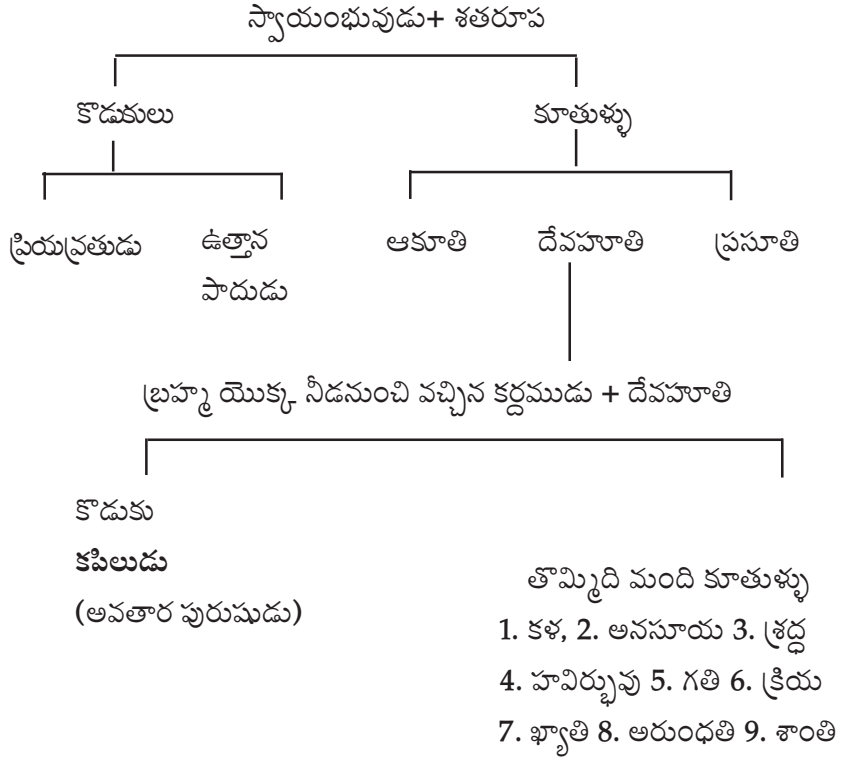 స్వాయంభువుడు+ శతరూప
కొడుకులు
కూతుళ్ళు
ప్రియవ్రతుడు
ఉత్తాన
పాదుడు
ఆకూతి
దేవహూతి
ప్రసూతి
బ్రహ్మ యొక్క నీడనుంచి వచ్చిన కర్దముడు + దేవహూతి
కొడుకు
కపిలుడు
(అవతార పురుషుడు)
తొమ్మిది మంది కూతుళ్ళు
1. కళ, 2. అనసూయ 3. శ్రద్ధ
4. హవిర్భువు 5. గతి 6. క్రియ
7. ఖ్యాతి 8. అరుంధతి 9. శాంతి